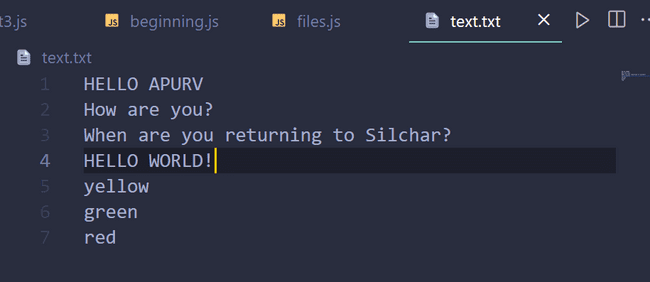 t3.js beginning.js files.js text.txt
text.txt
1 HELLO APURV
2 How are you?
3 When are you returning to Silchar?
4 HELLO WORLD!
5 yellow
6 green
7 red